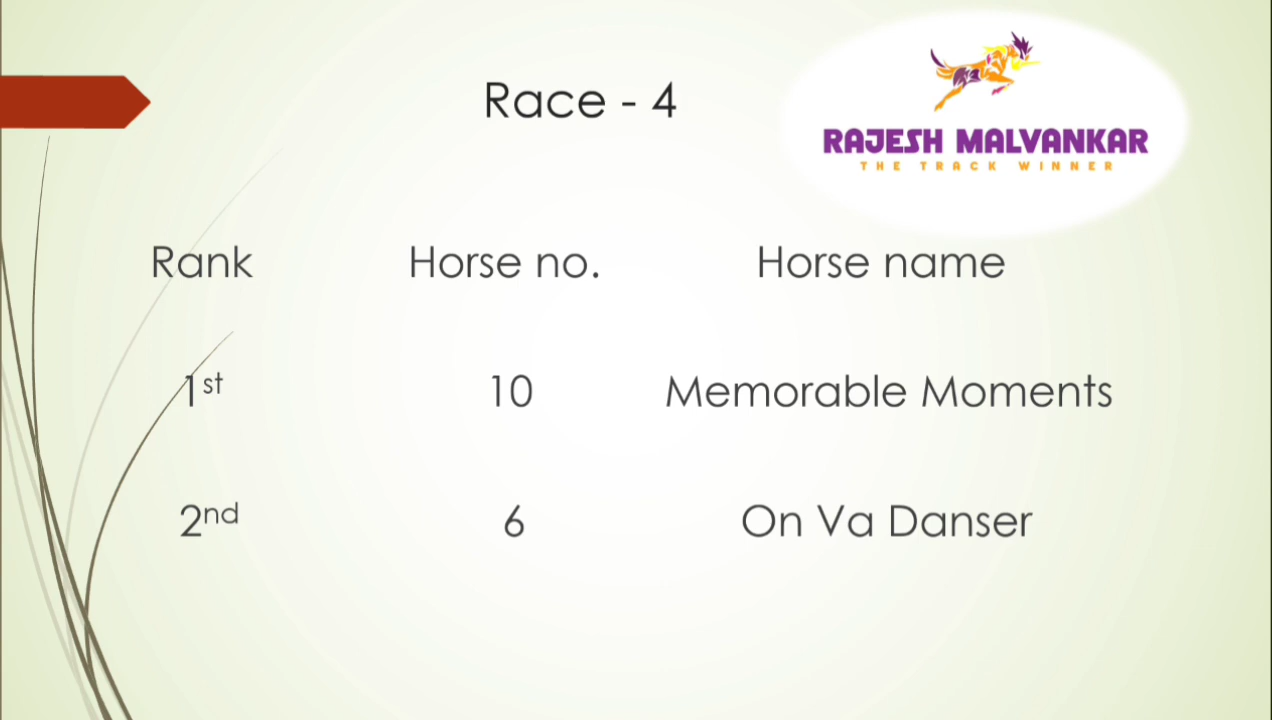 Race - 4
RAJESH MALVANKAR
THE TRACK WINNER
Rank Horse no. Horse name
1st 10 Memorable Moments
2nd 6 On Va Danser